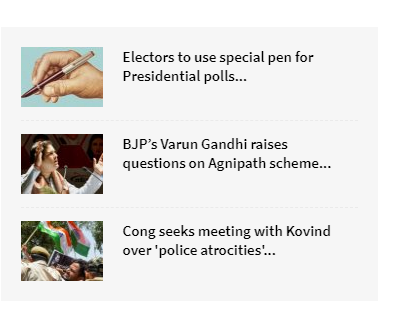 Electors to use special pen for
Presidential polls...
BJP’s Varun Gandhi raises
questions on Agnipath scheme...
Cong seeks meeting with Kovind
over 'police atrocities'...